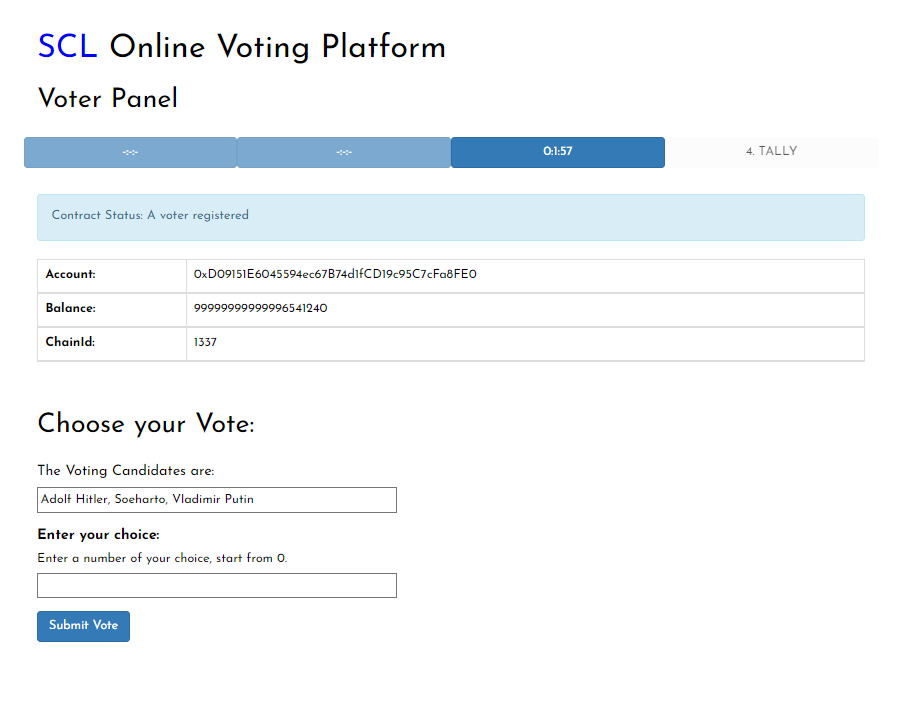 SCL Online Voting Platform
Voter Panel
-:-:- -:-:- 0:1:57 4. TALLY
Contract Status: A voter registered
Account: 0xD09151E6045594ec67B74d1fCD19c95C7cFa8FE0
Balance: 99999999999996541240
ChainId: 1337
Choose your Vote:
The Voting Candidates are:
Adolf Hitler, Soeharto, Vladimir Putin
Enter your choice:
Enter a number of your choice, start from 0.
Submit Vote